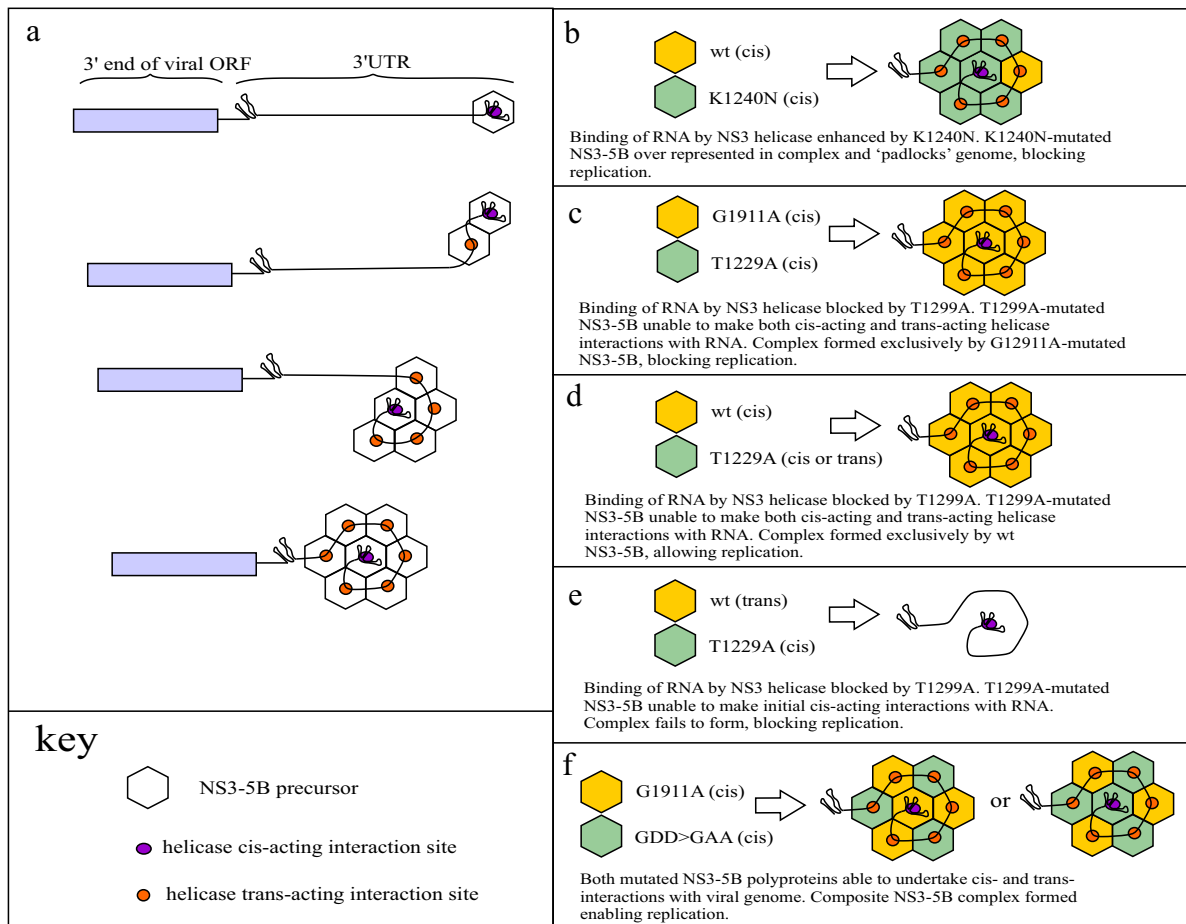 a
3' end of viral ORF
3'UTR
key
NS3-5B precursor
helicase cis-acting interaction site
helicase trans-acting interaction site
b
wt (cis)
K1240N (cis)
Binding of RNA by NS3 helicase enhanced by K1240N. K1240N-mutated
NS3-5B over represented in complex and ‘padlocks’ genome, blocking
replication.
c
G1911A (cis)
T1229A (cis)
Binding of RNA by NS3 helicase blocked by T1299A. T1299A-mutated
NS3-5B unable to make both cis-acting and trans-acting helicase
interactions with RNA. Complex formed exclusively by G12911A-mutated
NS3-5B, blocking replication.
d
wt (cis)
T1229A (cis or trans)
Binding of RNA by NS3 helicase blocked by T1299A. T1299A-mutated
NS3-5B unable to make both cis-acting and trans-acting helicase
interactions with RNA. Complex formed exclusively by wt
NS3-5B, allowing replication.
e
wt (trans)
T1229A (cis)
Binding of RNA by NS3 helicase blocked by T1299A. T1299A-mutated
NS3-5B unable to make initial cis-acting interactions with RNA.
Complex fails to form, blocking replication.
f
G1911A (cis)
GDD>GAA (cis)
or
Both mutated NS3-5B polyproteins able to undertake cis- and trans-
interactions with viral genome. Composite NS3-5B complex formed
enabling replication.